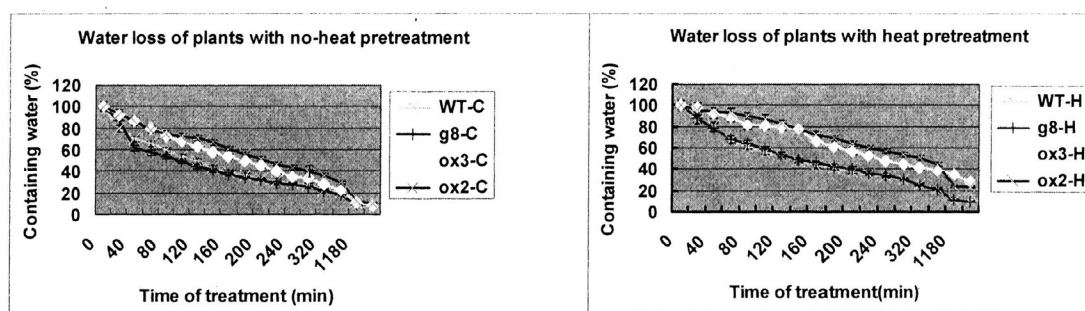 Water loss of plants with no-heat pretreatment
Containing water (%)
120
100
80
60
40
20
0
0
40
80
120
160
200
240
320
1180
Time of treatment (min)
WT-C
g8-C
ox3-C
ox2-C
Water loss of plants with heat pretreatment
Containing water (%)
120
100
80
60
40
20
0
0
40
80
120
160
200
240
320
1180
Time of treatment(min)
WT-H
g8-H
ox3-H
ox2-H